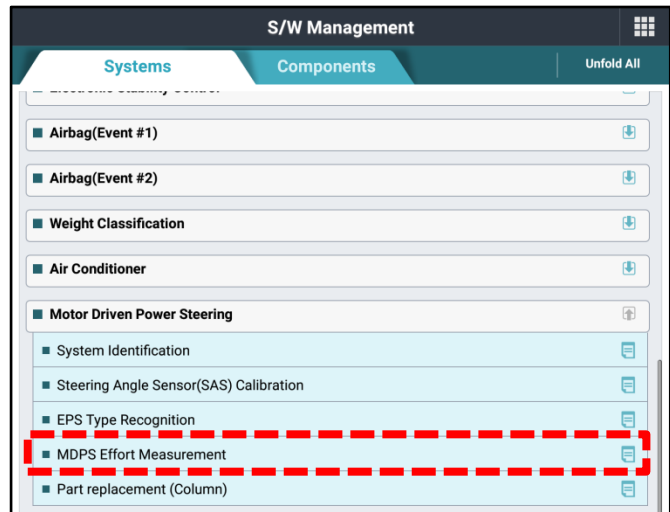 S/W Management
Systems
Components
Unfold All
Airbag(Event #1)
Airbag(Event #2)
Weight Classification
Air Conditioner
Motor Driven Power Steering
System Identification
Steering Angle Sensor(SAS) Calibration
EPS Type Recognition
MDPS Effort Measurement
Part replacement (Column)